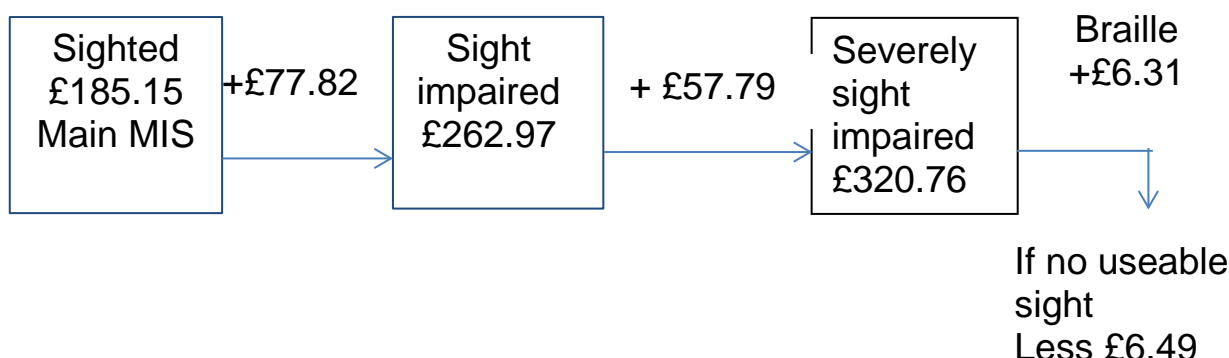 Sighted
£185.15
Main MIS
+£77.82
Sight
impaired
£262.97
+ £57.79
Severely
sight
impaired
£320.76
Braille
+£6.31
If no useable
sight
Less £6.49